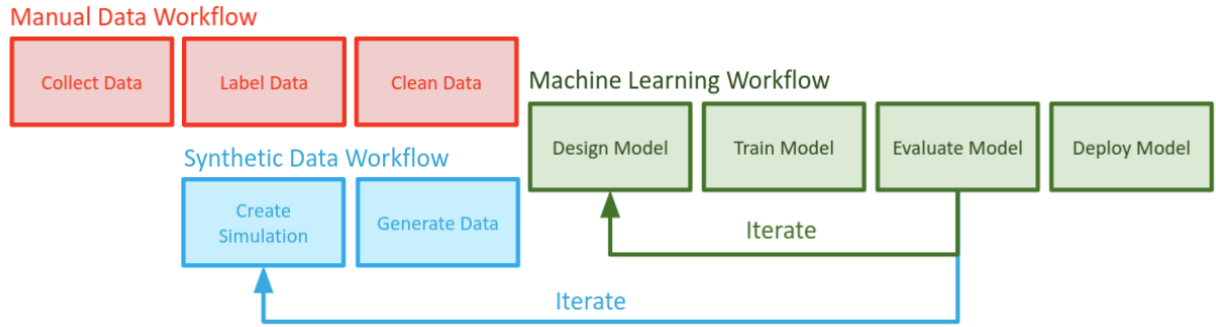 Manual Data Workflow
Collect Data
Label Data
Clean Data
Machine Learning Workflow
Design Model
Train Model
Evaluate Model
Deploy Model
Synthetic Data Workflow
Create
Simulation
Generate Data
Iterate
Iterate